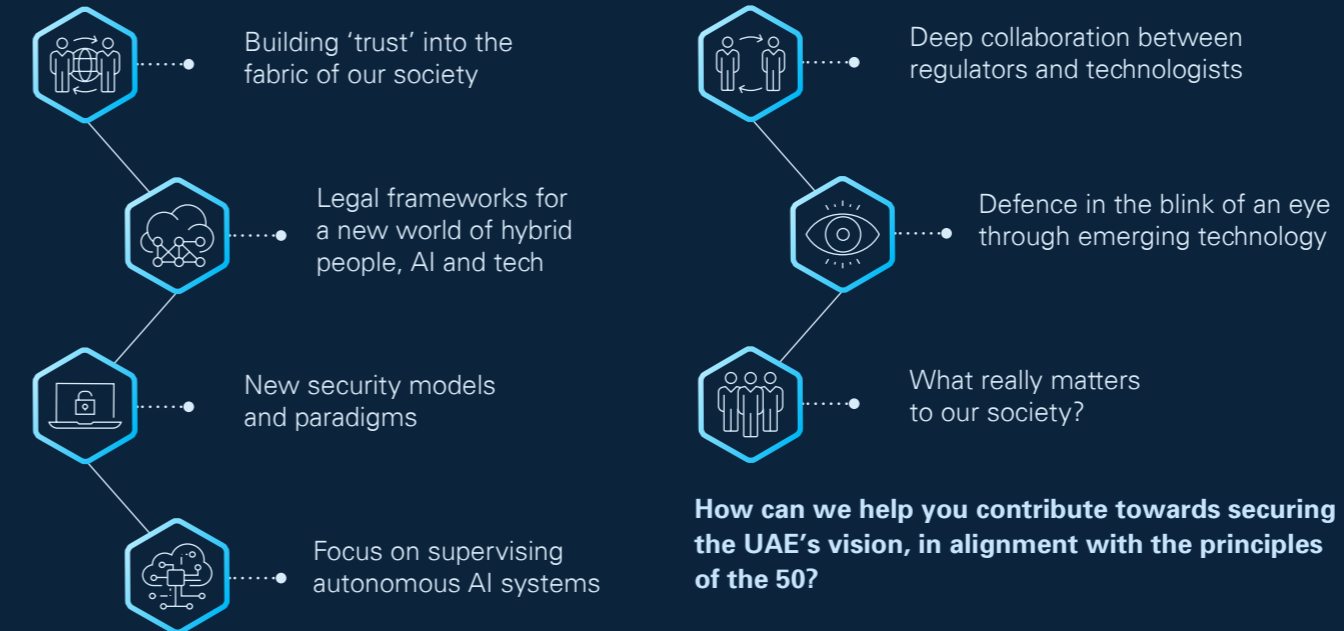 Building ‘trust’ into the
fabric of our society
Legal frameworks for
a new world of hybrid
people, AI and tech
New security models
and paradigms
Focus on supervising
autonomous AI systems
Deep collaboration between
regulators and technologists
Defence in the blink of an eye
through emerging technology
What really matters
to our society?
How can we help you contribute towards securing
the UAE’s vision, in alignment with the principles
of the 50?